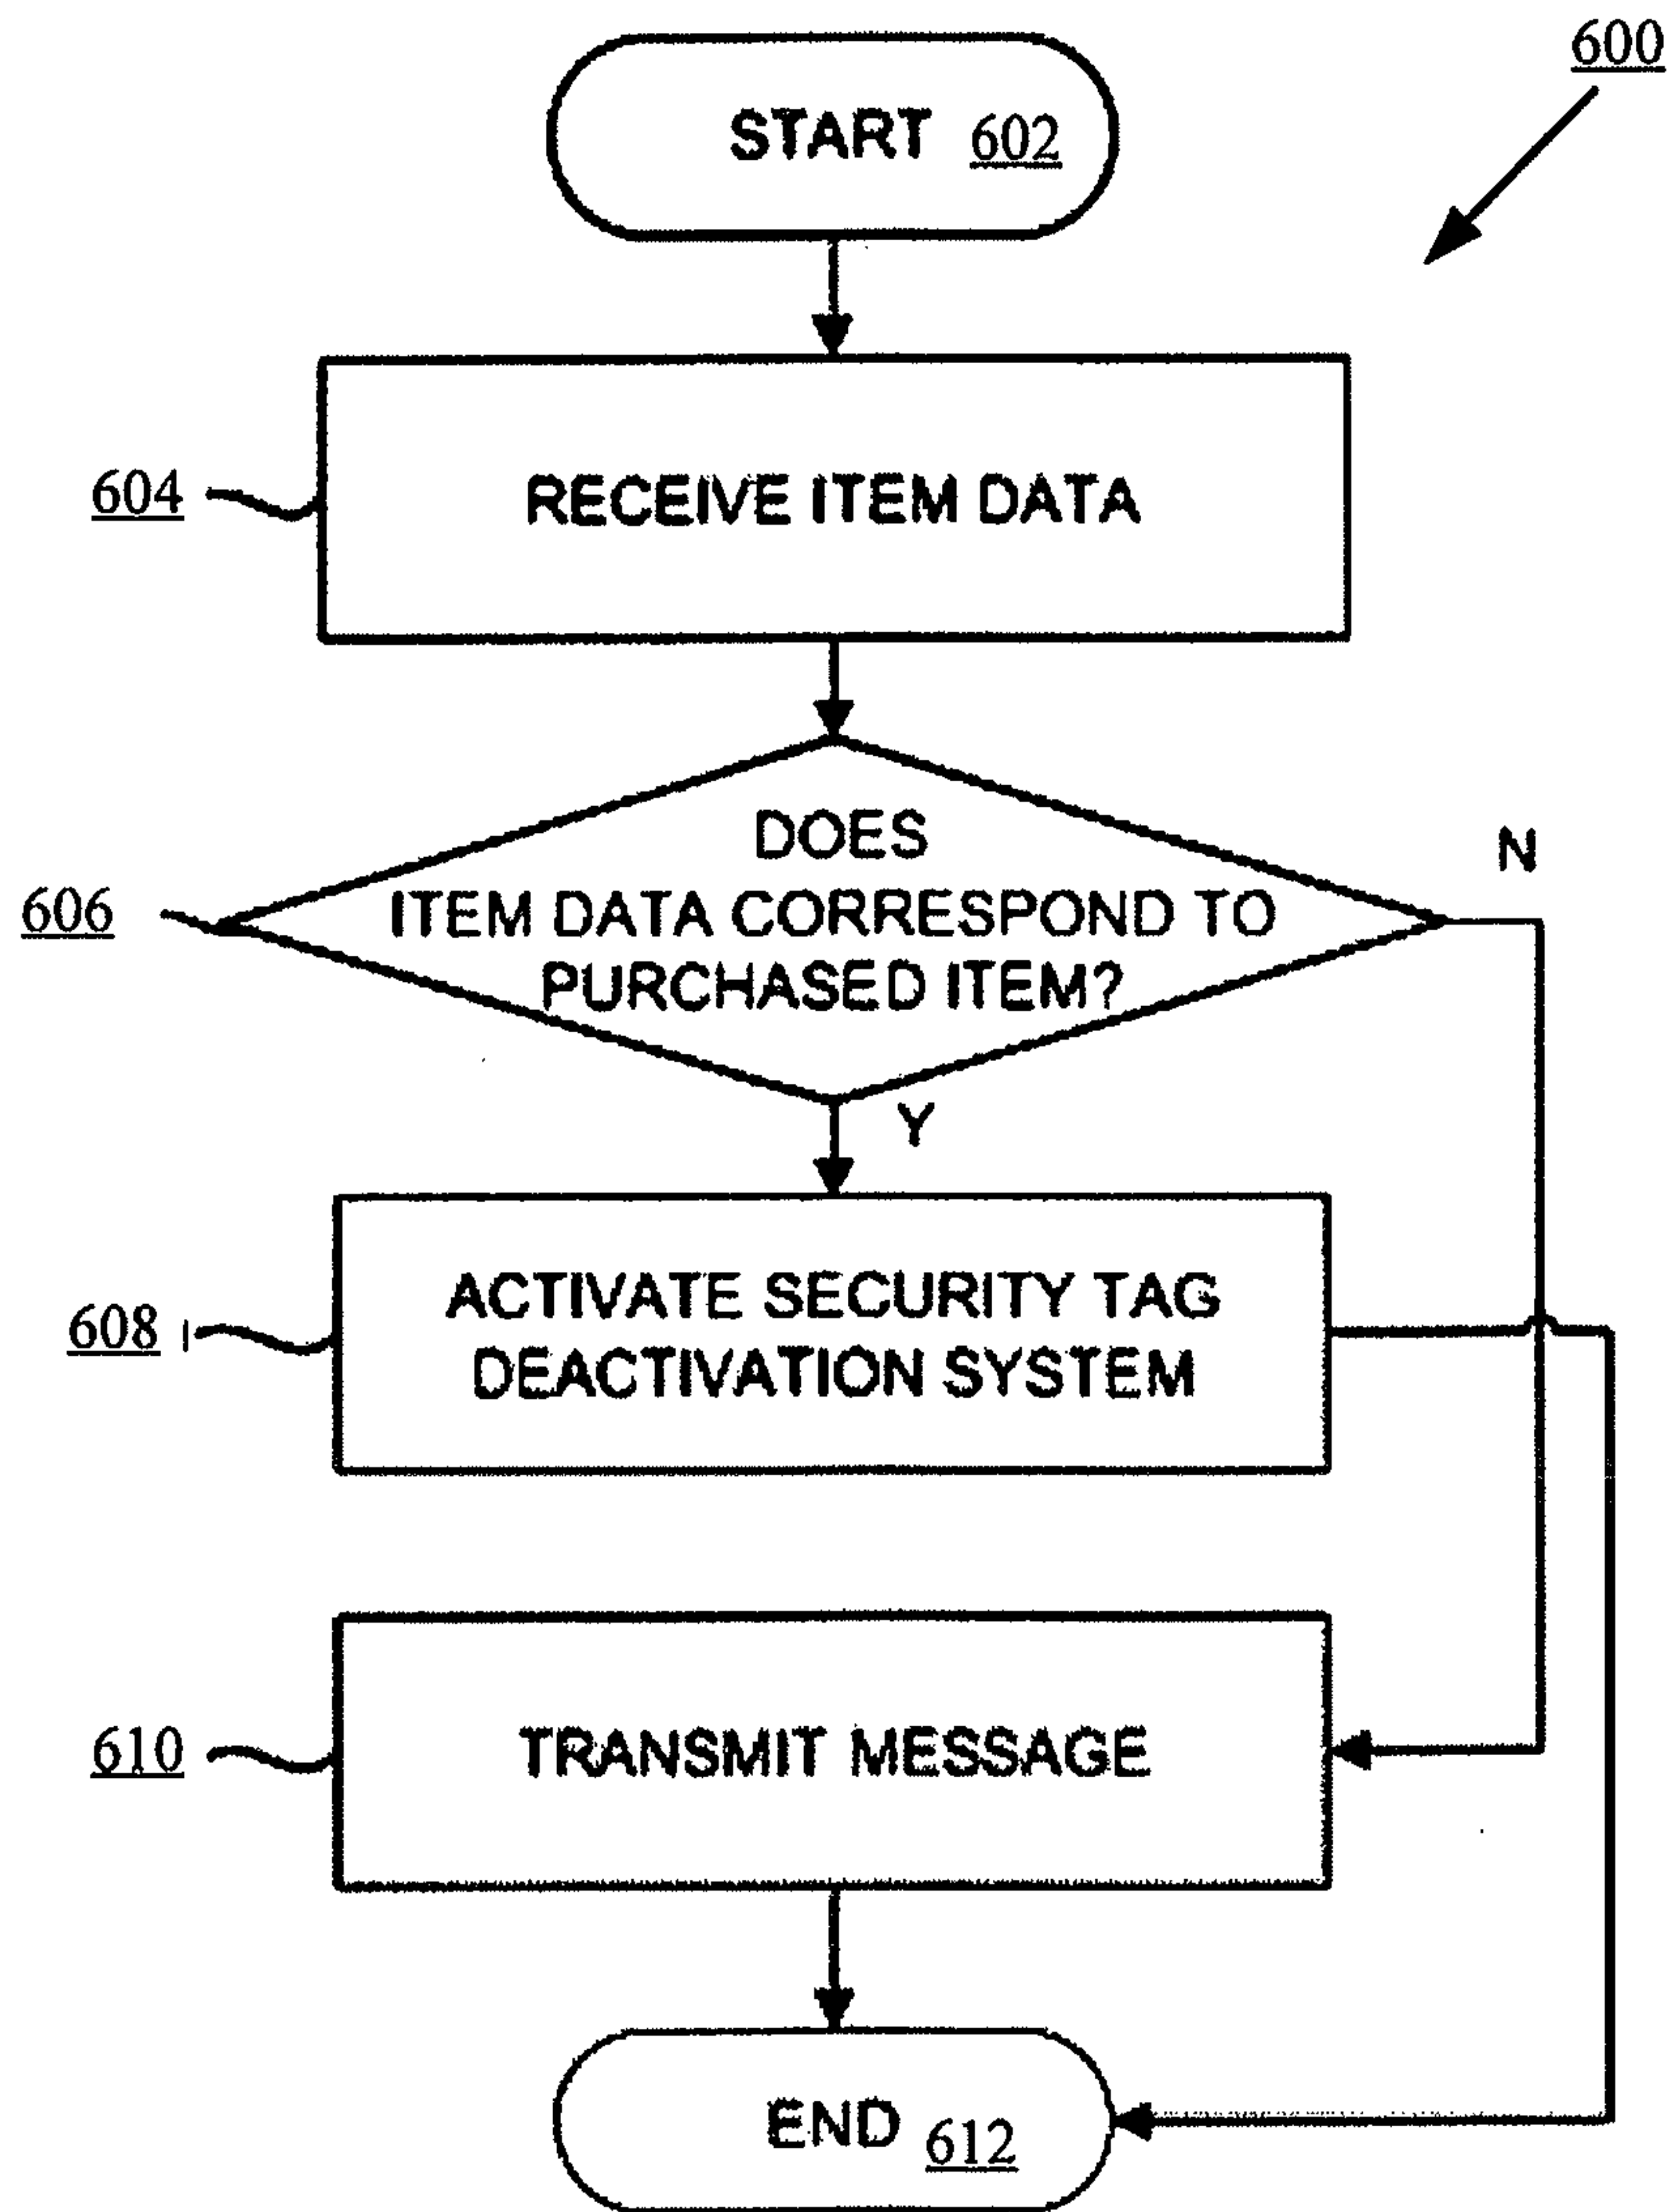 600
START 602
604
RECEIVE ITEM DATA
606
DOES
ITEM DATA CORRESPOND TO
PURCHASED ITEM?
N
Y
608
ACTIVATE SECURITY TAG
DEACTIVATION SYSTEM
610
TRANSMIT MESSAGE
END 612